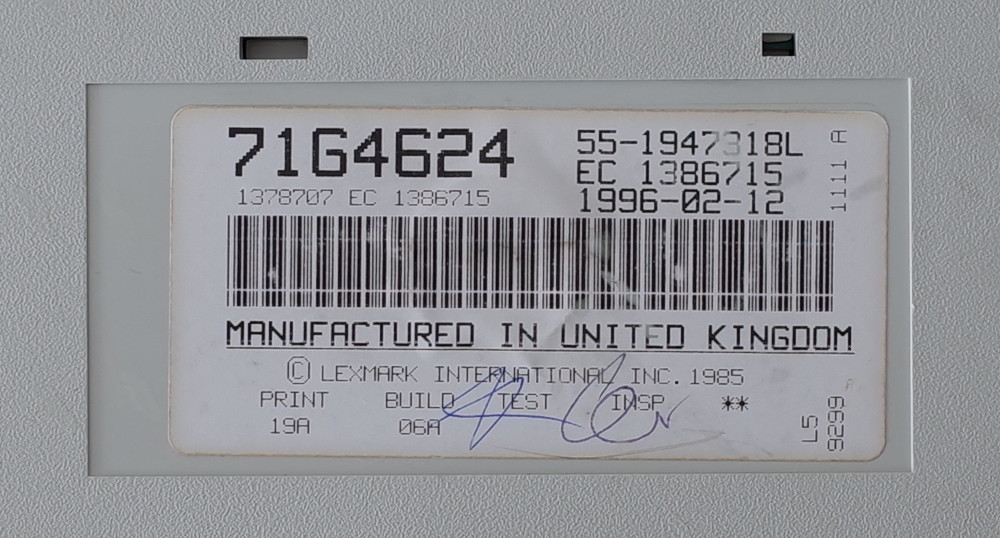 71G4624
1378707 EC 1386715
55-1947318L
EC 1386715
1996-02-12
1111 A
MANUFACTURED IN UNITED KINGDOM
© LEXMARK INTERNATIONAL INC. 1985
PRINT BUILD TEST INSP **
19A 06A
L5
9299